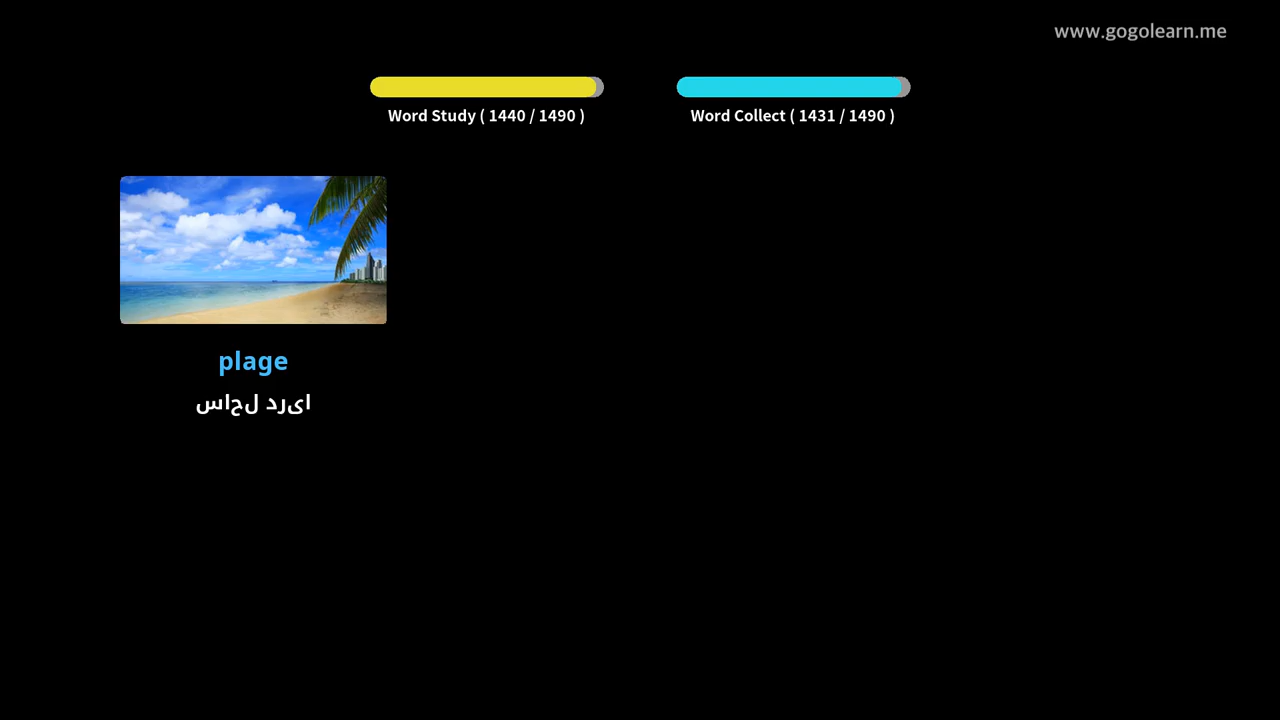 www.gogolearn.me
Word Study ( 1440 / 1490 )
Word Collect ( 1431 / 1490 )
plage
ساحل دریا